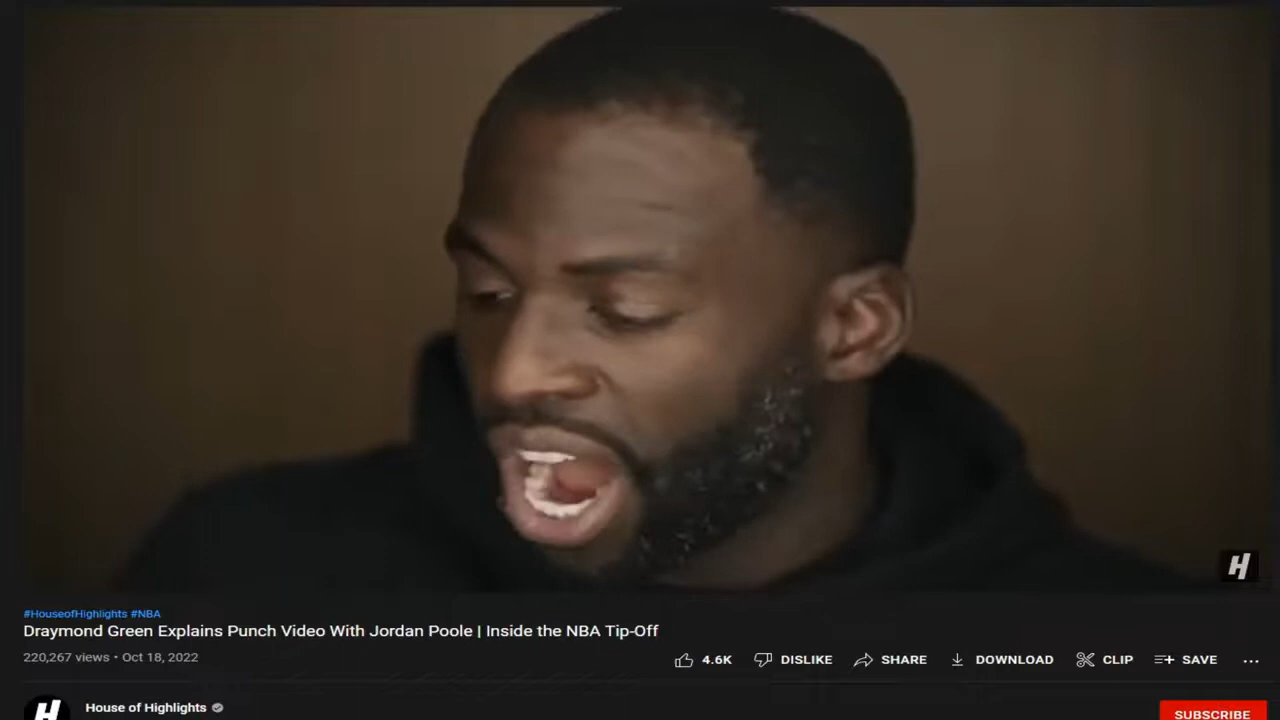 H
#HouseofHighlights #NBA
Draymond Green Explains Punch Video With Jordan Poole | Inside the NBA Tip-Off
220,267 views • Oct 18, 2022
4.6K DISLIKE SHARE DOWNLOAD CLIP SAVE ...
H
House of Highlights
SUBSCRIBE